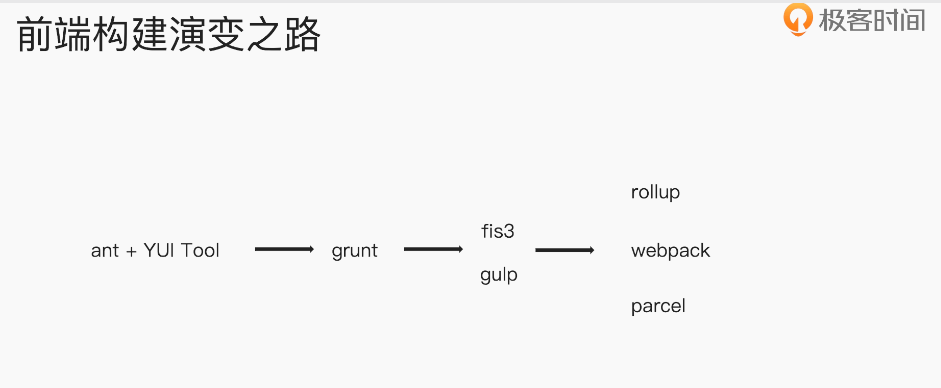 前端构建演变之路
极客时间
ant + YUI Tool
grunt
fis3
gulp
rollup
webpack
parcel